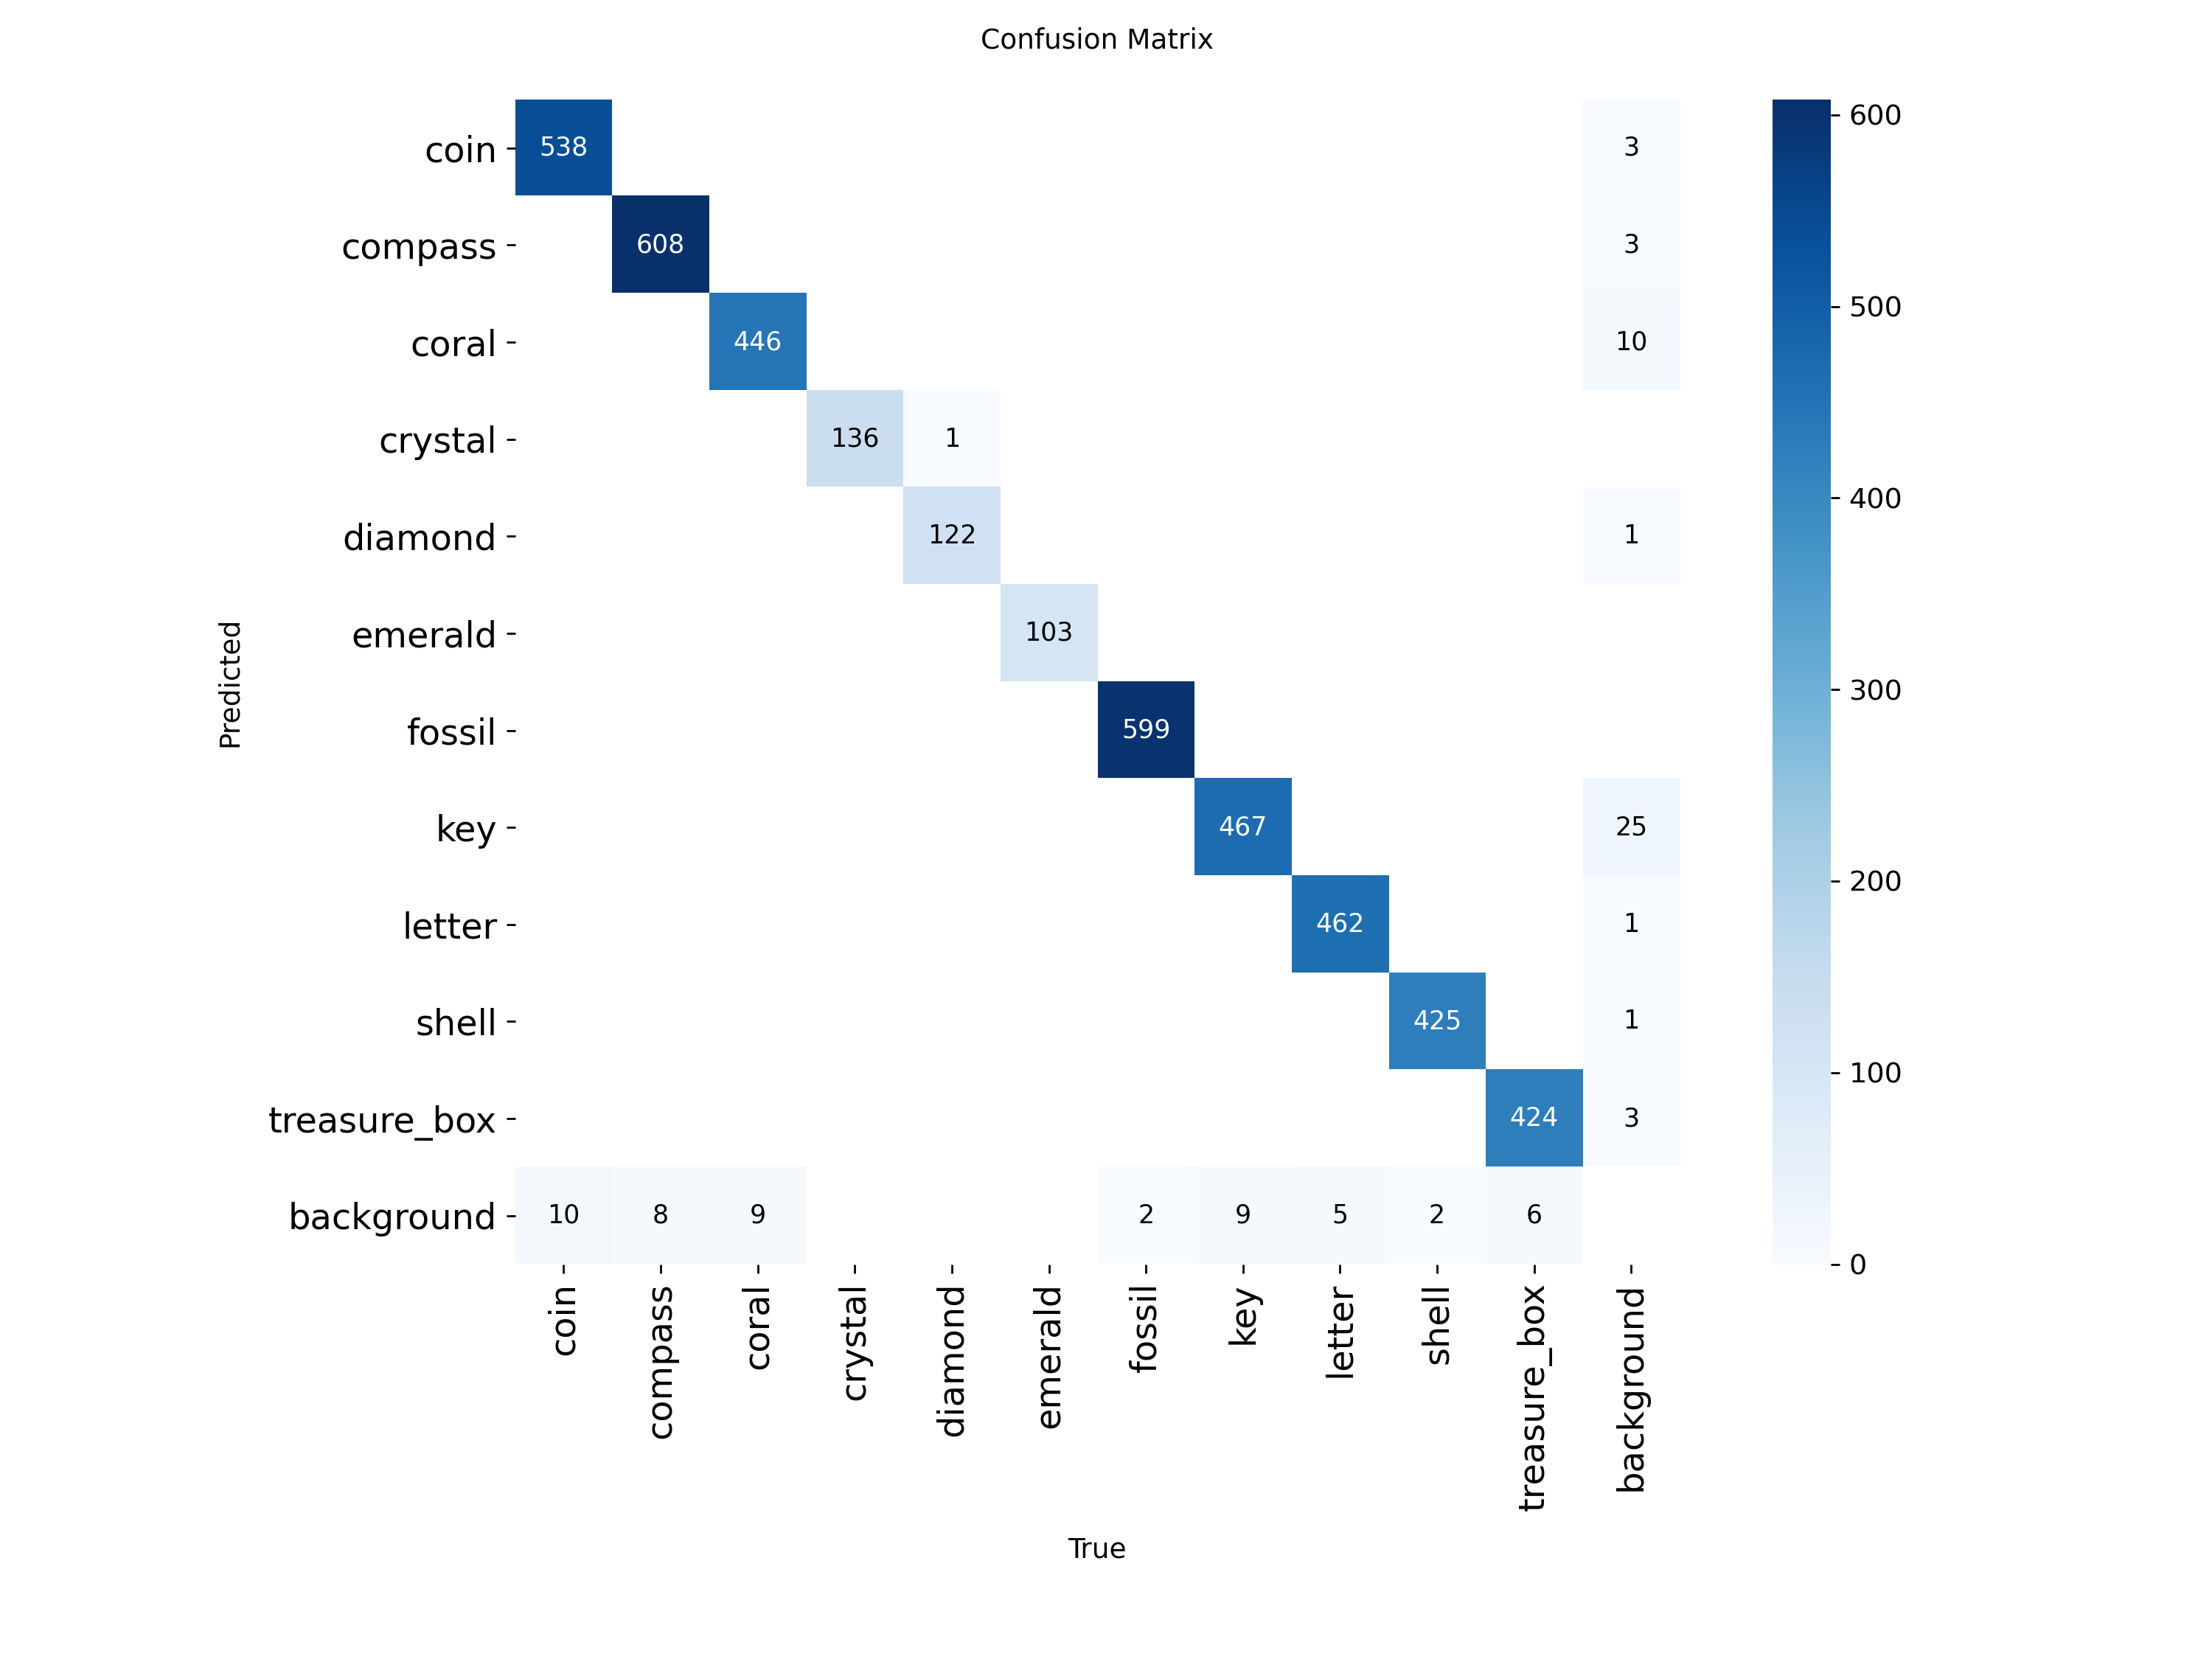 Confusion Matrix
coin 538 3
compass 608 3
coral 446 10
crystal 136 1
diamond 122 1
emerald 103
fossil 599
key 467 25
letter 462 1
shell 425 1
treasure_box 424 3
background 10 8 9 2 9 5 2 6
coin compass coral crystal diamond emerald fossil key letter shell treasure_box background
Predicted
True
600
500
400
300
200
100
0